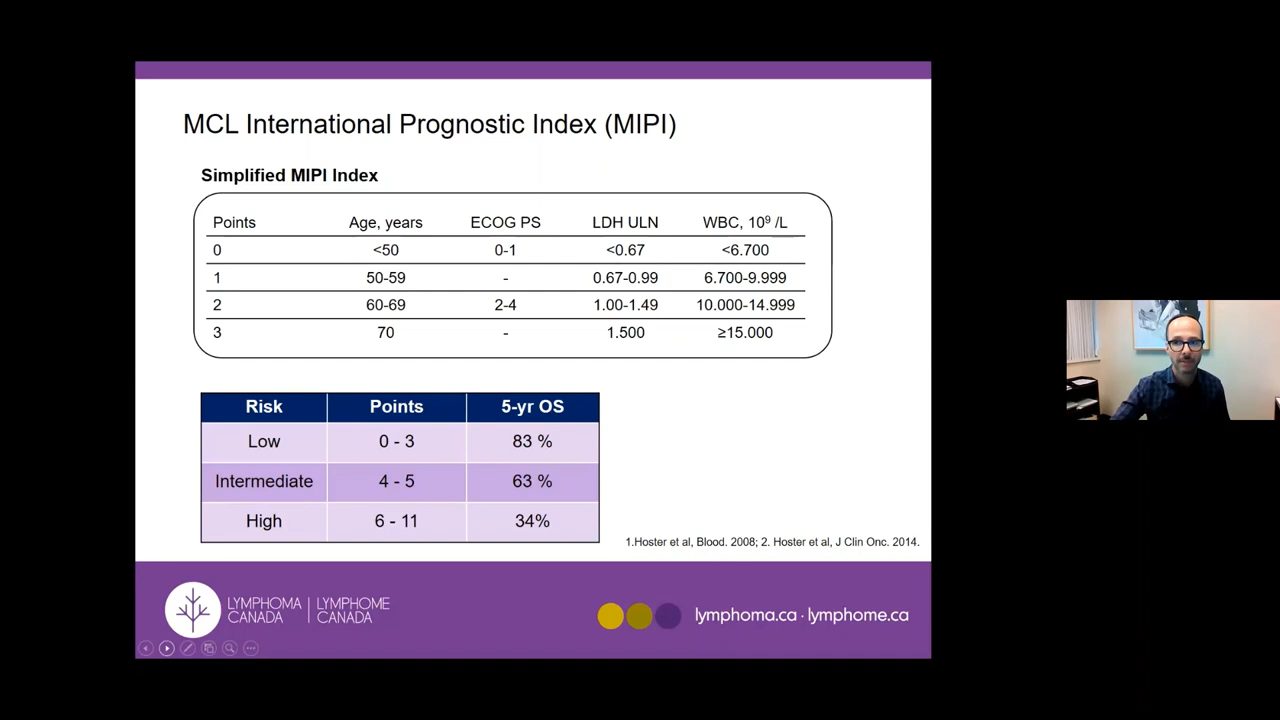 MCL International Prognostic Index (MIPI)
Simplified MIPI Index
Points Age, years ECOG PS LDH ULN WBC, 10⁹ /L
0 <50 0-1 <0.67 <6.700
1 50-59 - 0.67-0.99 6.700-9.999
2 60-69 2-4 1.00-1.49 10.000-14.999
3 70 - 1.500 ≥15.000
Risk Points 5-yr OS
Low 0 - 3 83 %
Intermediate 4 - 5 63 %
High 6 - 11 34%
1.Hoster et al, Blood. 2008; 2. Hoster et al, J Clin Onc. 2014.
LYMPHOMA CANADA | LYMPHOME CANADA
lymphoma.ca · lymphome.ca